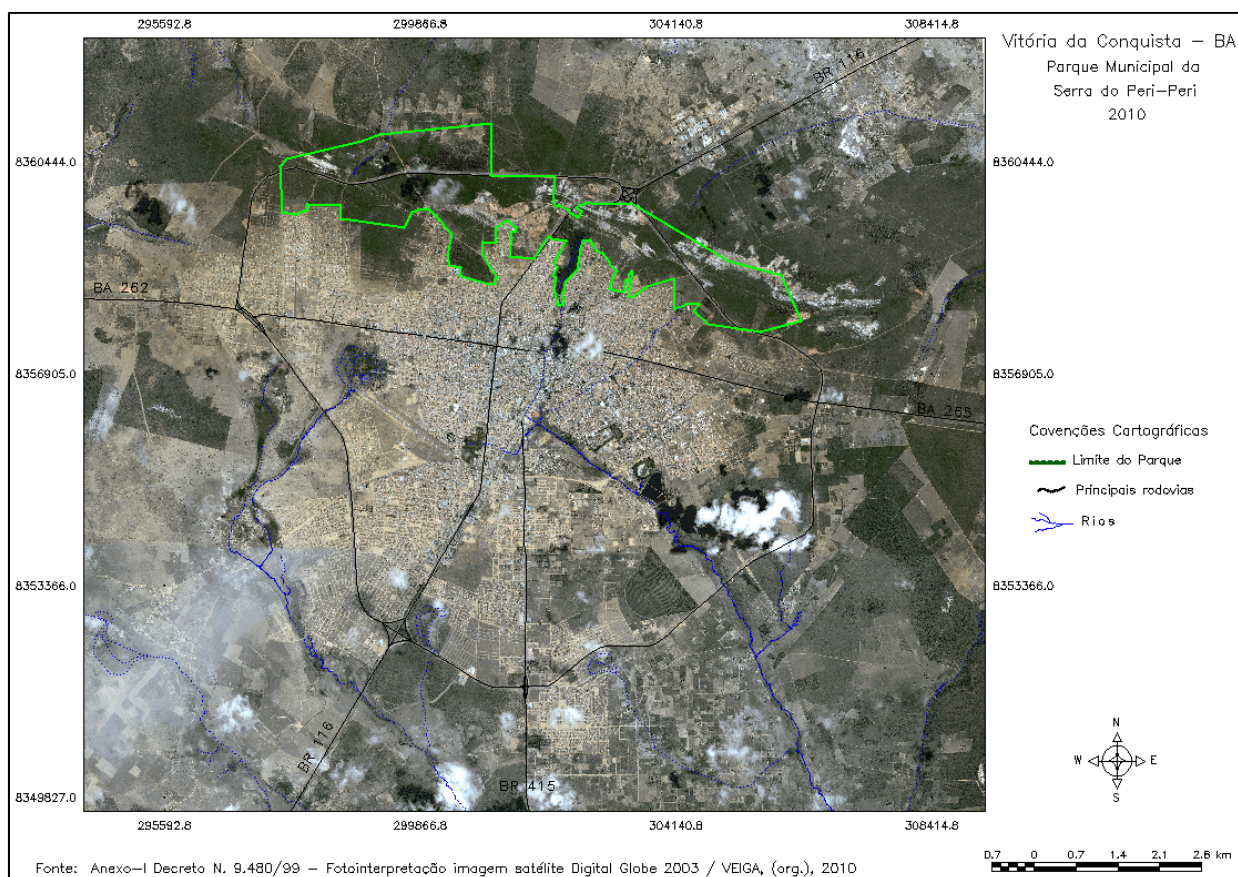 295592.8 299866.8 304140.8 308414.8
Vitória da Conquista – BA
Parque Municipal da
Serra do Peri–Peri
2010
BR 116
8360444.0 8360444.0
BA 262
8356905.0 8356905.0
BA 265
Covenções Cartográficas
Limite do Parque
Principais rodovias
Rios
8353366.0 8353366.0
N
W E
S
BR 116
BR 415
8349827.0
295592.8 299866.8 304140.8 308414.8
0.7 0 0.7 1.4 2.1 2.8 km
Fonte: Anexo–I Decreto N. 9.480/99 – Fotointerpretação imagem satélite Digital Globe 2003 / VEIGA, (org.), 2010